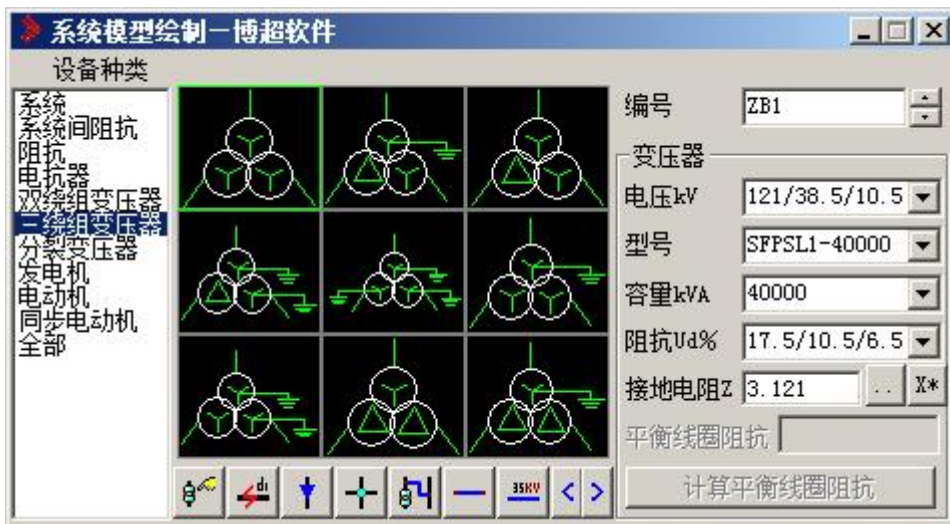 系统模型绘制－博超软件
设备种类
系统
系统间阻抗
阻抗
电抗器
双绕组变压器
三绕组变压器
分裂变压器
发电机
电动机
同步电动机
全部
编号 ZB1
变压器
电压kV 121/38.5/10.5
型号 SFPSL1-40000
容量kVA 40000
阻抗Ud% 17.5/10.5/6.5
接地电阻Z 3.121 .. X*
平衡线圈阻抗
计算平衡线圈阻抗
d1
35KV